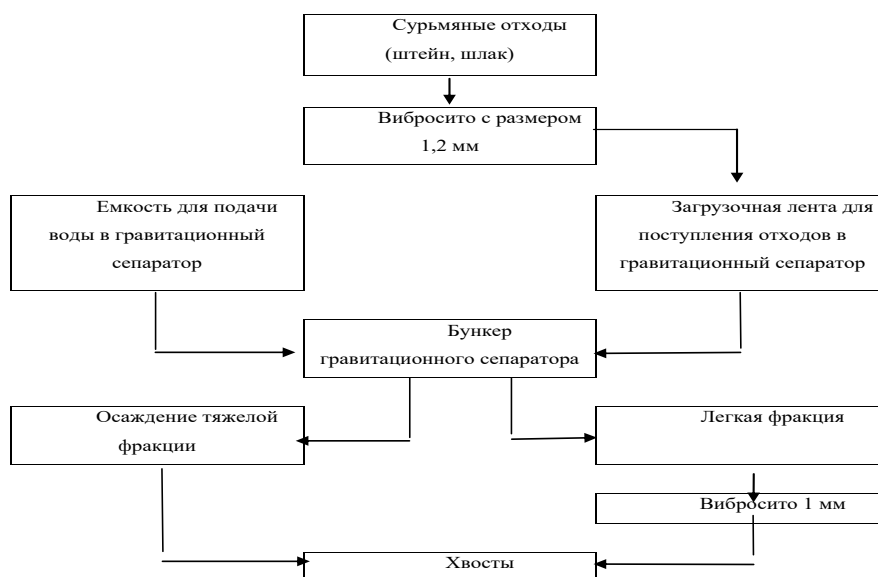 Сурьмяные отходы
(штейн, шлак)
Вибросито с размером
1,2 мм
Емкость для подачи
воды в гравитационный
сепаратор
Загрузочная лента для
поступления отходов в
гравитационный сепаратор
Бункер
гравитационного сепаратора
Осаждение тяжелой
фракции
Легкая фракция
Вибросито 1 мм
Хвосты